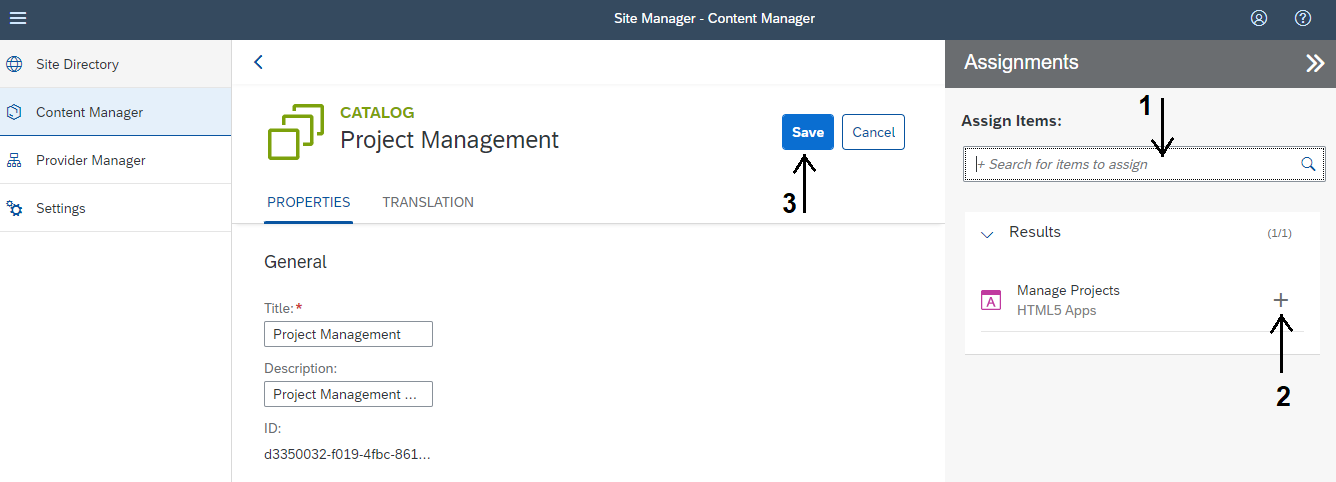 Site Manager - Content Manager
Site Directory
Content Manager
Provider Manager
Settings
CATALOG
Project Management
Save
Cancel
3
PROPERTIES
TRANSLATION
General
Title:*
Project Management
Description:
Project Management ...
ID:
d3350032-f019-4fbc-861...
Assignments
1
Assign Items:
+ Search for items to assign
Results
(1/1)
A
Manage Projects
HTML5 Apps
2